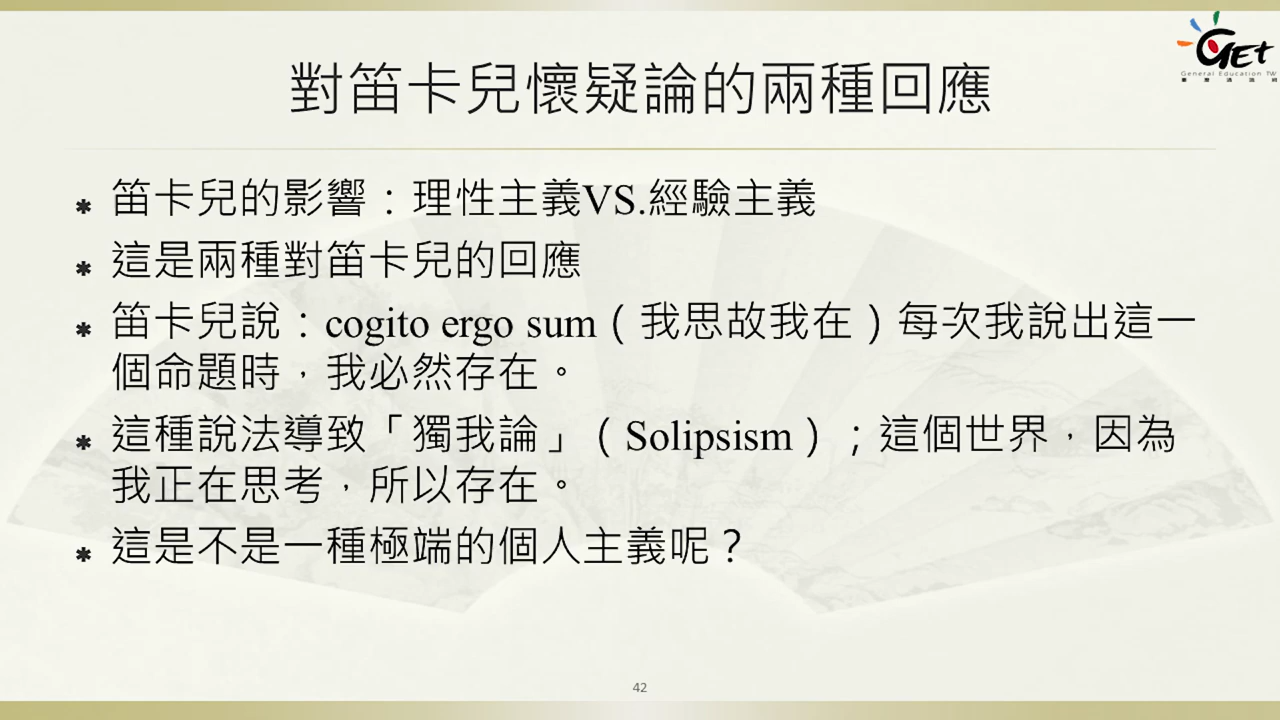 GET
General Education TW
對笛卡兒懷疑論的兩種回應
笛卡兒的影響：理性主義VS.經驗主義
這是兩種對笛卡兒的回應
笛卡兒說：cogito ergo sum（我思故我在）每次我說出這一
個命題時，我必然存在。
這種說法導致「獨我論」（Solipsism）；這個世界，因為
我正在思考，所以存在。
這是不是一種極端的個人主義呢？
42